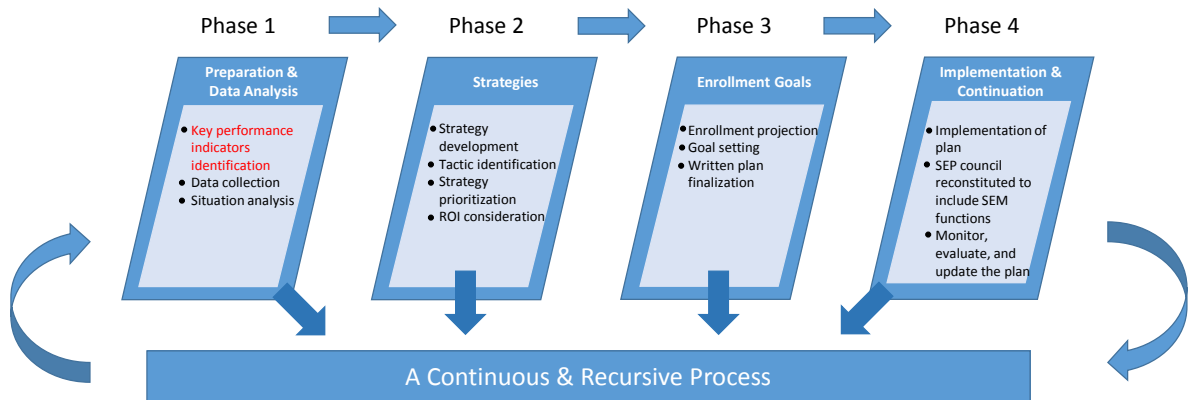 Phase 1
Phase 2
Phase 3
Phase 4
Preparation &
Data Analysis
• Key performance
indicators
identification
• Data collection
• Situation analysis
Strategies
• Strategy
development
• Tactic identification
• Strategy
prioritization
• ROI consideration
Enrollment Goals
• Enrollment projection
• Goal setting
• Written plan
finalization
Implementation &
Continuation
• Implementation of
plan
• SEP council
reconstituted to
include SEM
functions
• Monitor,
evaluate, and
update the plan
A Continuous & Recursive Process